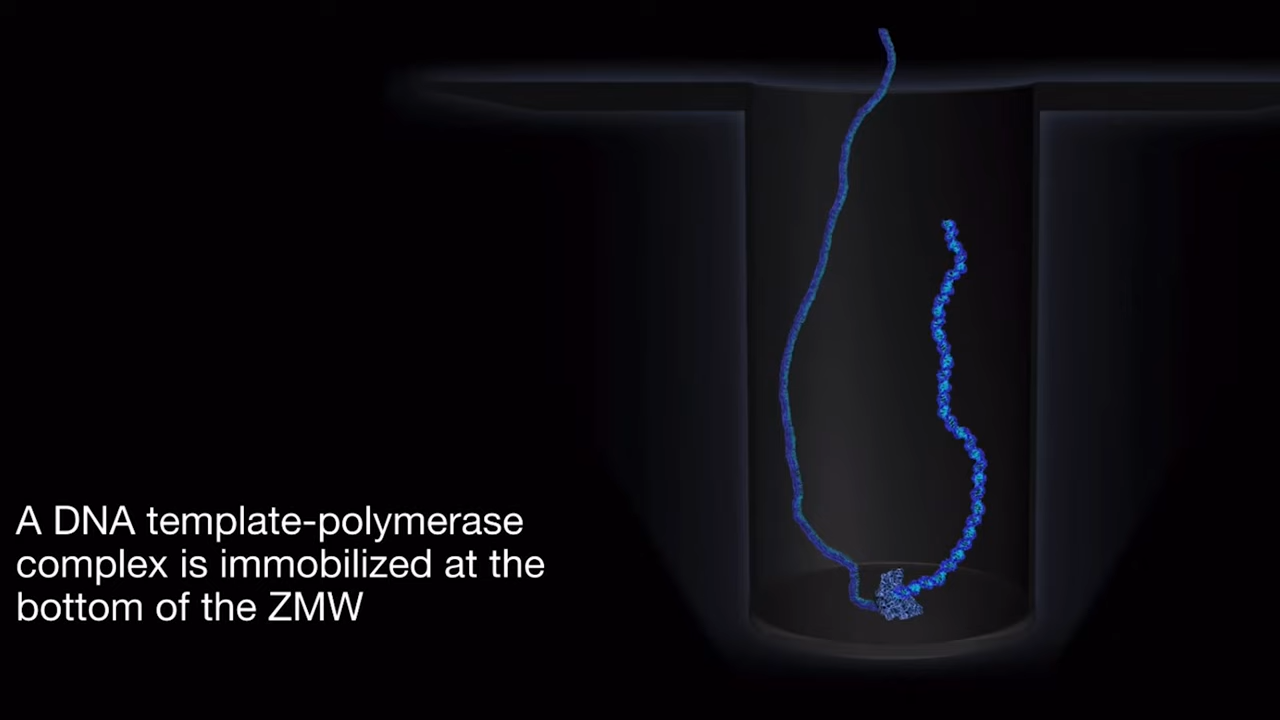 A DNA template-polymerase
complex is immobilized at the
bottom of the ZMW